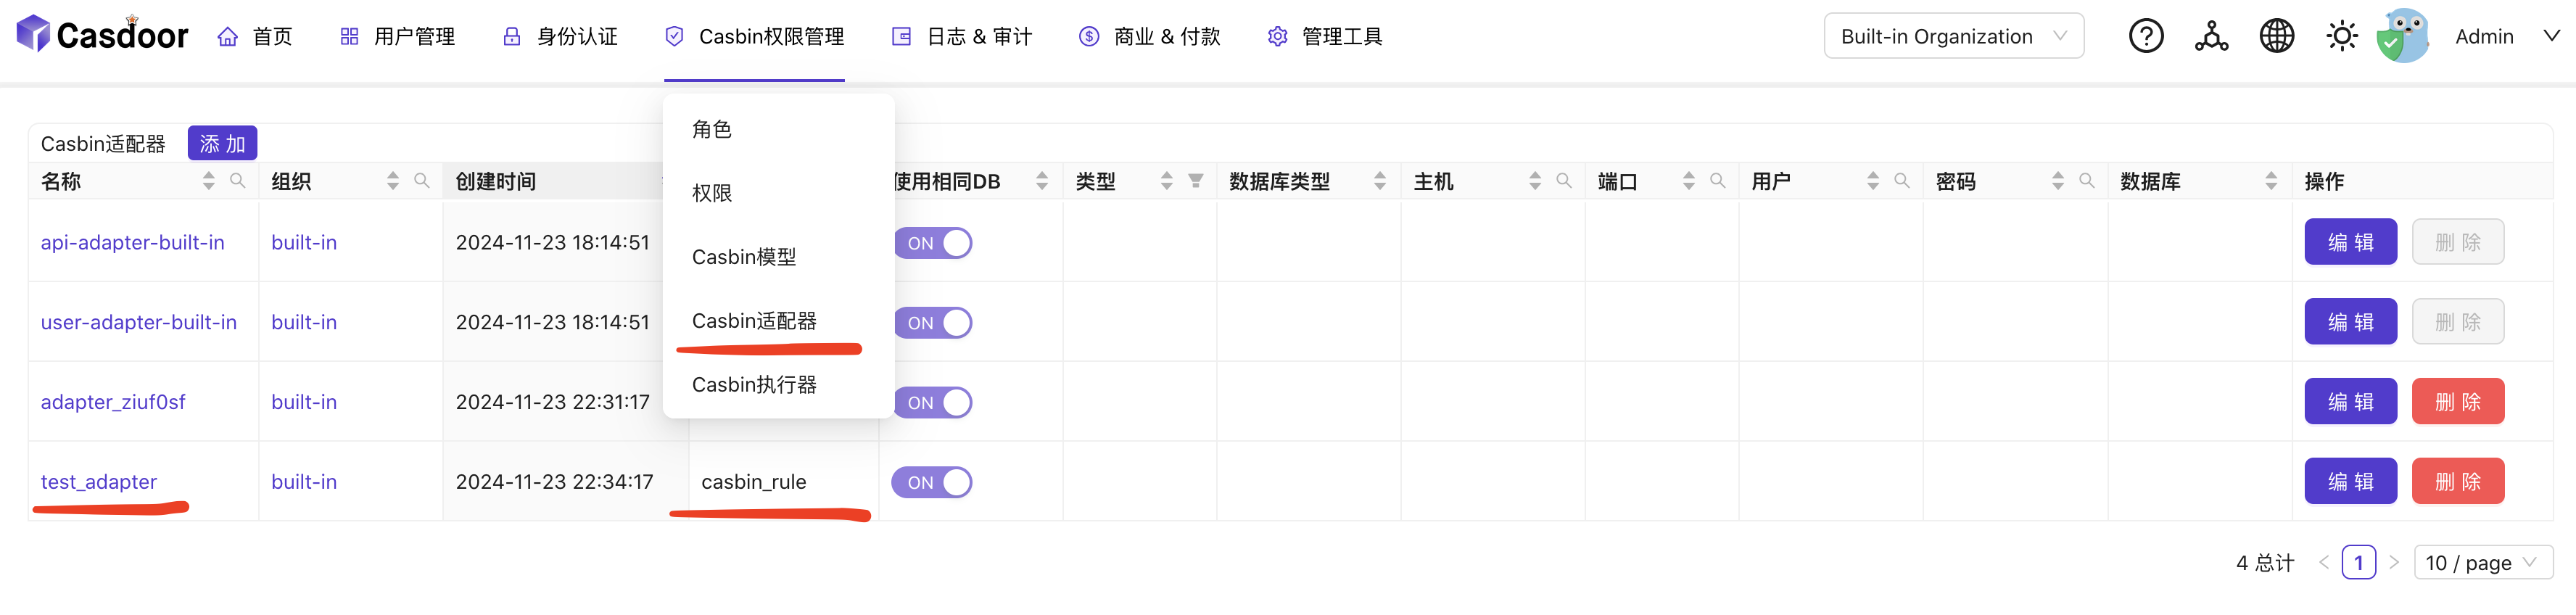 Casdoor 首页 用户管理 身份认证 Casbin权限管理 日志 & 审计 商业 & 付款 管理工具 Built-in Organization Admin
角色
权限
Casbin模型
Casbin适配器
Casbin执行器
Casbin适配器 添 加
名称 组织 创建时间 使用相同DB 类型 数据库类型 主机 端口 用户 密码 数据库 操作
api-adapter-built-in built-in 2024-11-23 18:14:51 ON 编 辑 删 除
user-adapter-built-in built-in 2024-11-23 18:14:51 ON 编 辑 删 除
adapter_ziuf0sf built-in 2024-11-23 22:31:17 ON 编 辑 删 除
test_adapter built-in 2024-11-23 22:34:17 casbin_rule ON 编 辑 删 除
4 总计 1 10 / page